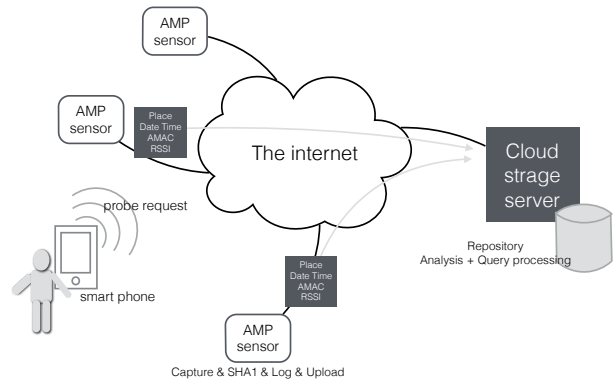 AMP
sensor
AMP
sensor
Place
Date Time
AMAC
RSSI
The internet
Cloud
strage
server
probe request
smart phone
Repository
Analysis + Query processing
Place
Date Time
AMAC
RSSI
AMP
sensor
Capture & SHA1 & Log & Upload